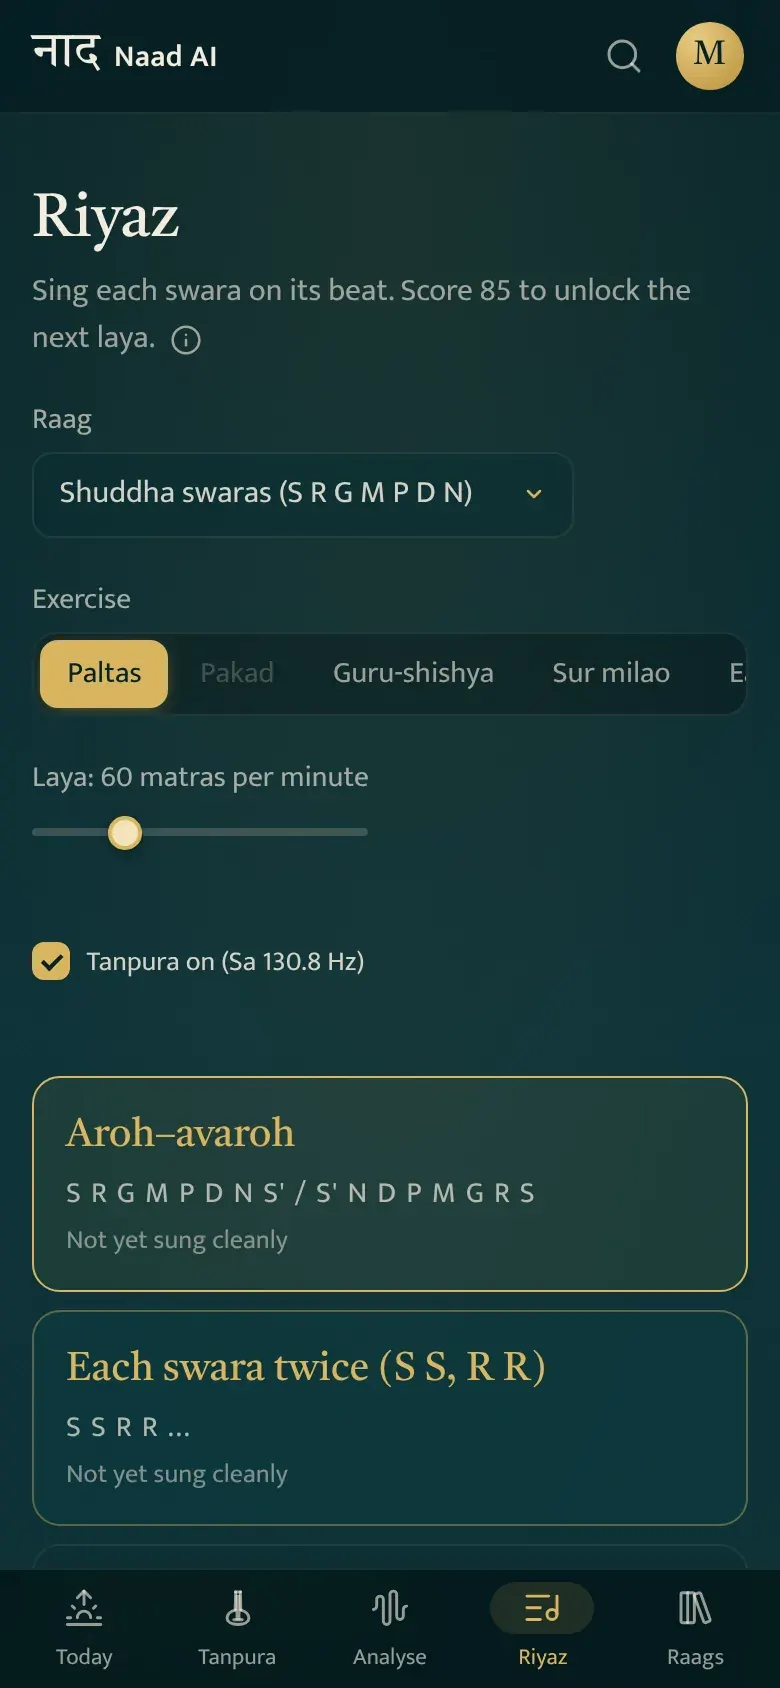 नाद Naad AI
M
Riyaz
Sing each swara on its beat. Score 85 to unlock the
next laya.
Raag
Shuddha swaras (S R G M P D N)
Exercise
Paltas Pakad Guru-shishya Sur milao
Laya: 60 matras per minute
Tanpura on (Sa 130.8 Hz)
Aroh–avaroh
S R G M P D N S' / S' N D P M G R S
Not yet sung cleanly
Each swara twice (S S, R R)
S S R R ...
Not yet sung cleanly
Today Tanpura Analyse Riyaz Raags